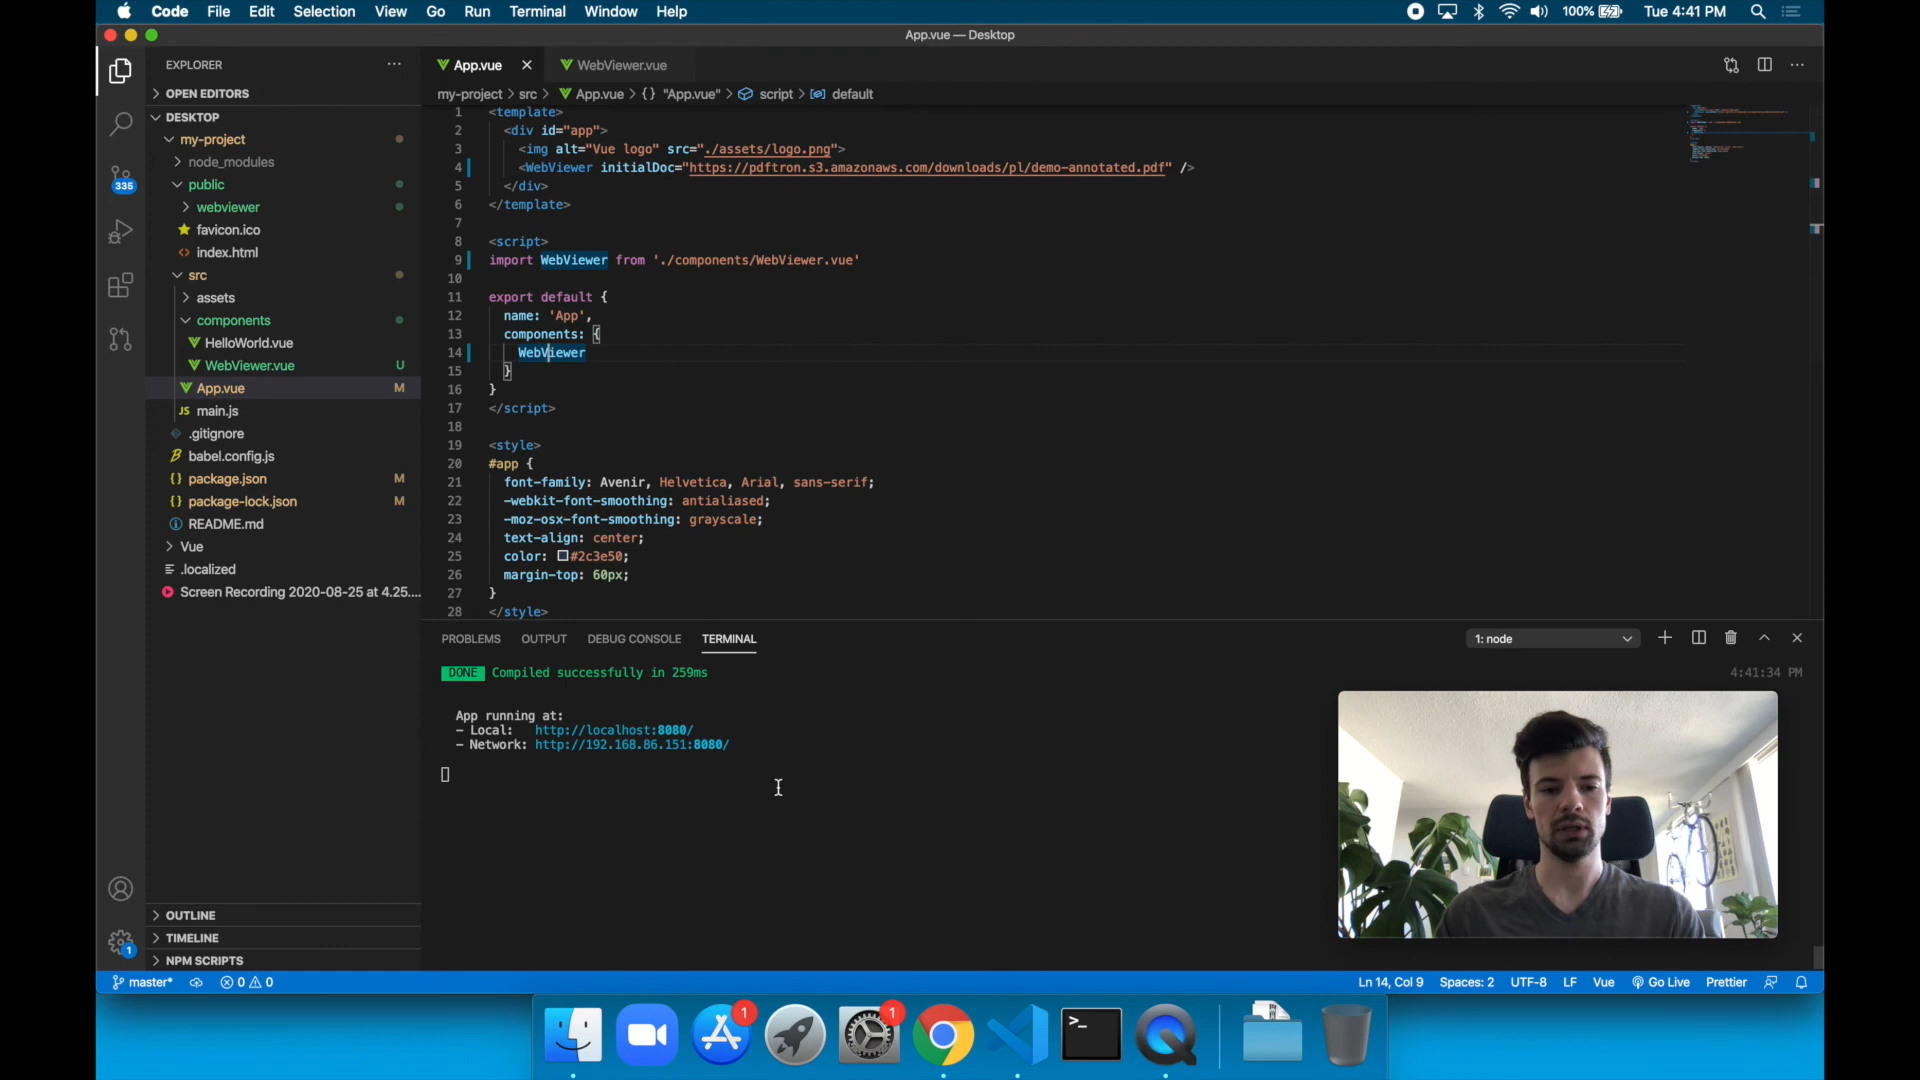 Code File Edit Selection View Go Run Terminal Window Help 100% Tue 4:41 PM
App.vue — Desktop
EXPLORER
OPEN EDITORS
DESKTOP
my-project
node_modules
public
webviewer
favicon.ico
index.html
src
assets
components
HelloWorld.vue
WebViewer.vue U
App.vue M
JS main.js
.gitignore
babel.config.js
{} package.json M
{} package-lock.json M
README.md
Vue
.localized
Screen Recording 2020-08-25 at 4.25....
OUTLINE
TIMELINE
NPM SCRIPTS
335
1
App.vue WebViewer.vue
my-project > src > App.vue > {} "App.vue" > script > default
1 <template>
2 <div id="app">
3 <img alt="Vue logo" src="./assets/logo.png">
4 <WebViewer initialDoc="https://pdftron.s3.amazonaws.com/downloads/pl/demo-annotated.pdf" />
5 </div>
6 </template>
7
8 <script>
9 import WebViewer from './components/WebViewer.vue'
10
11 export default {
12 name: 'App',
13 components: {
14 WebViewer
15 }
16 }
17 </script>
18
19 <style>
20 #app {
21 font-family: Avenir, Helvetica, Arial, sans-serif;
22 -webkit-font-smoothing: antialiased;
23 -moz-osx-font-smoothing: grayscale;
24 text-align: center;
25 color: #2c3e50;
26 margin-top: 60px;
27 }
28 </style>
PROBLEMS OUTPUT DEBUG CONSOLE TERMINAL 1: node
DONE Compiled successfully in 259ms 4:41:34 PM
App running at:
- Local: http://localhost:8080/
- Network: http://192.168.86.151:8080/
master* 0 0 Ln 14, Col 9 Spaces: 2 UTF-8 LF Vue Go Live Prettier
1 1
>_